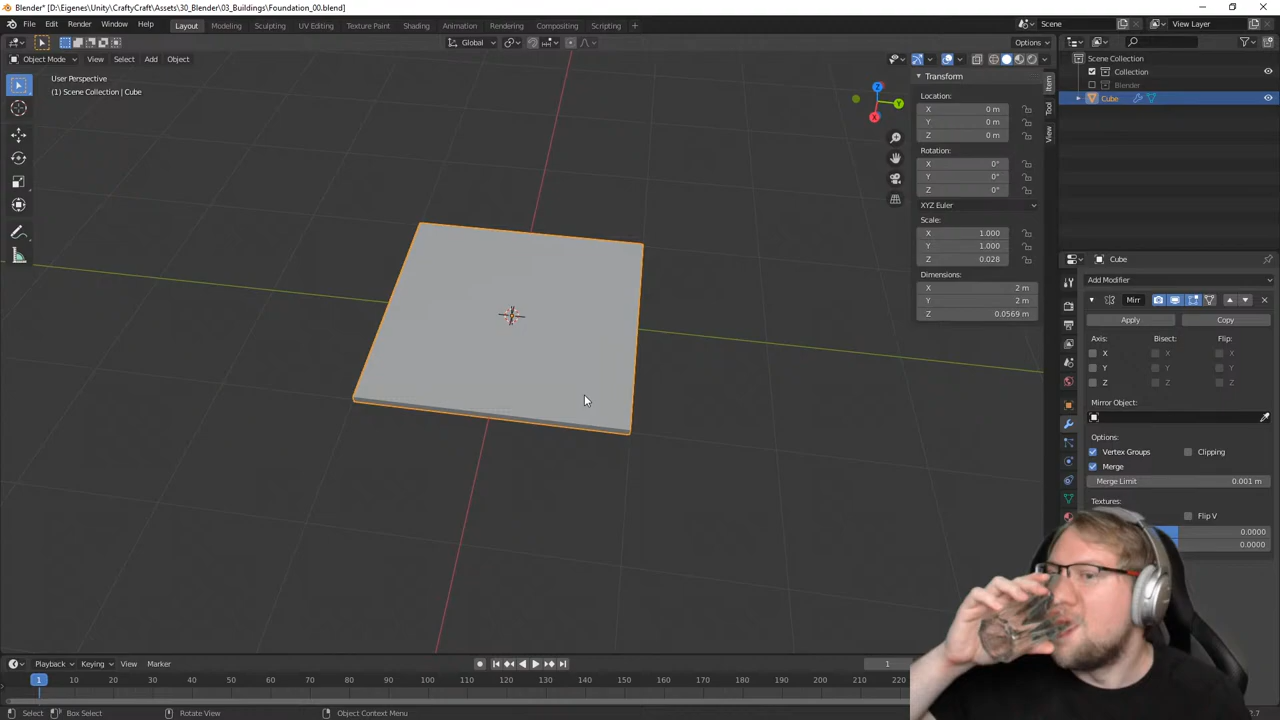 Blender* [D:\Eigenes\Unity\CraftyCraft\Assets\30_Blender\03_Buildings\Foundation_00.blend]
File Edit Render Window Help Layout Modeling Sculpting UV Editing Texture Paint Shading Animation Rendering Compositing Scripting Scene View Layer
Global Options
Object Mode View Select Add Object
User Perspective
(1) Scene Collection | Cube
Transform
Location:
X 0 m
Y 0 m
Z 0 m
Rotation:
X 0°
Y 0°
Z 0°
XYZ Euler
Scale:
X 1.000
Y 1.000
Z 0.028
Dimensions:
X 2 m
Y 2 m
Z 0.0569 m
Item
Tool
View
Z
Y
X
Scene Collection
Collection
Blender
Cube
Cube
Add Modifier
Mirr
Apply Copy
Axis: Bisect: Flip:
X X X
Y Y Y
Z Z Z
Mirror Object:
Options:
Vertex Groups Clipping
Merge
Merge Limit 0.001 m
Textures:
Flip V
0.0000
0.0000
Playback Keying View Marker 1
1 10 20 30 40 50 60 70 80 90 100 110 120 130 140 150 160 170 180 190 200 210 220
Select Box Select Rotate View Object Context Menu 2.7